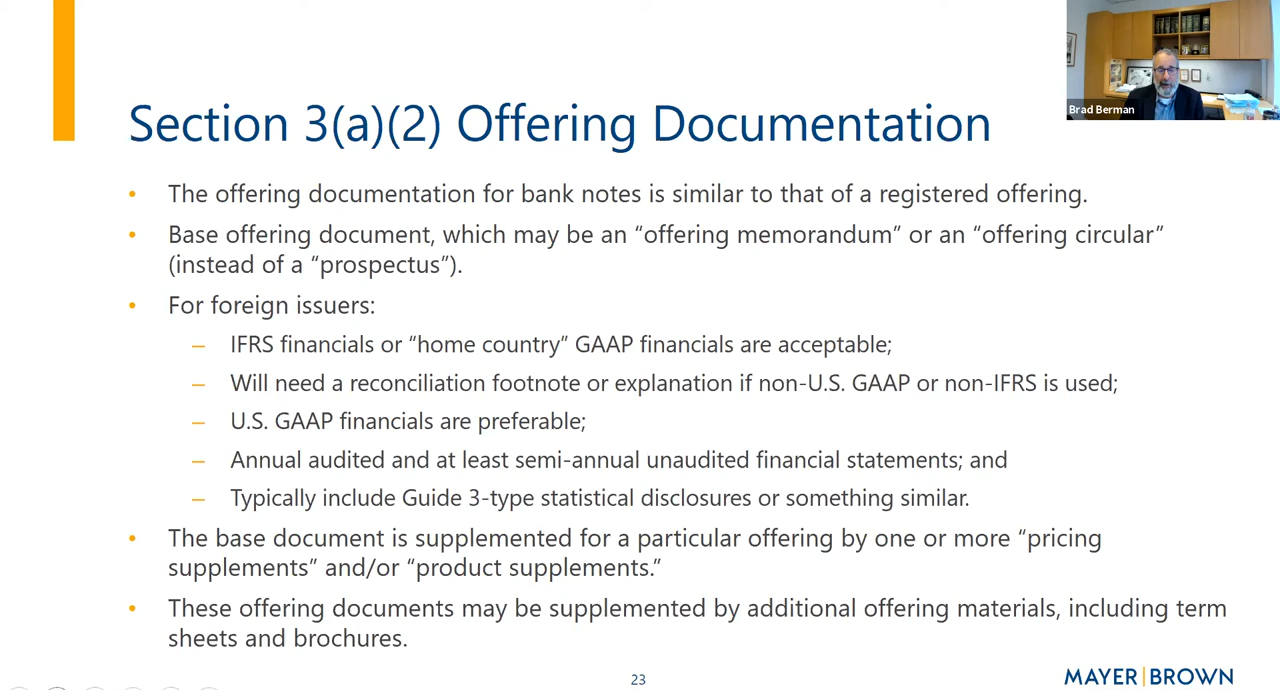 Brad Berman
Section 3(a)(2) Offering Documentation
• The offering documentation for bank notes is similar to that of a registered offering.
• Base offering document, which may be an “offering memorandum” or an “offering circular”
(instead of a “prospectus”).
• For foreign issuers:
– IFRS financials or “home country” GAAP financials are acceptable;
– Will need a reconciliation footnote or explanation if non-U.S. GAAP or non-IFRS is used;
– U.S. GAAP financials are preferable;
– Annual audited and at least semi-annual unaudited financial statements; and
– Typically include Guide 3-type statistical disclosures or something similar.
• The base document is supplemented for a particular offering by one or more “pricing
supplements” and/or “product supplements.”
• These offering documents may be supplemented by additional offering materials, including term
sheets and brochures.
23
MAYER|BROWN